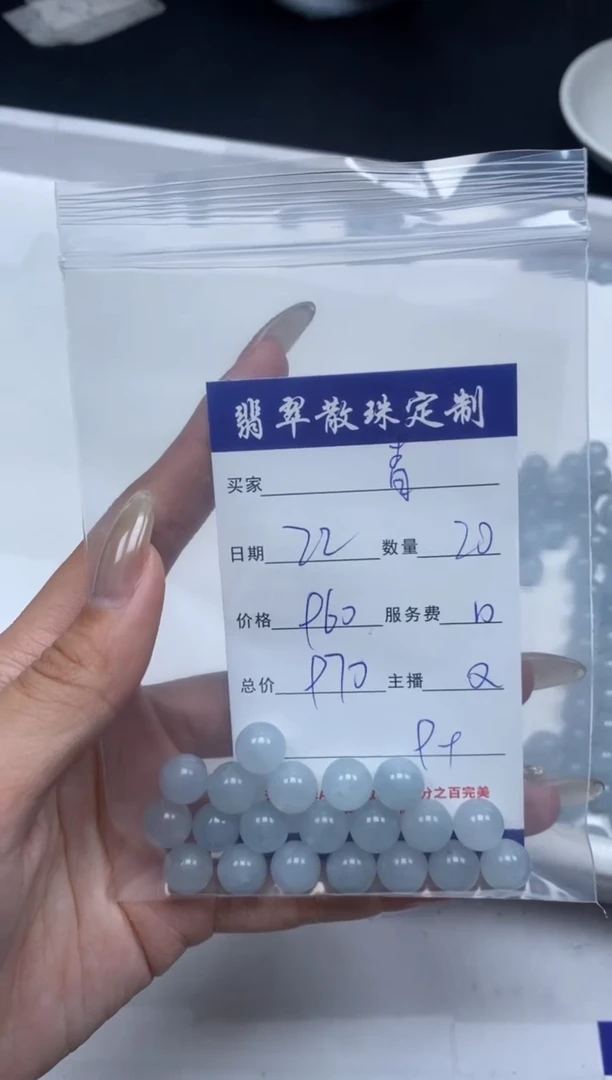 翡翠散珠定制
买家 青
日期 22 数量 20
价格 860 服务费 10
总价 870 主播 Q
8+
分之百完美